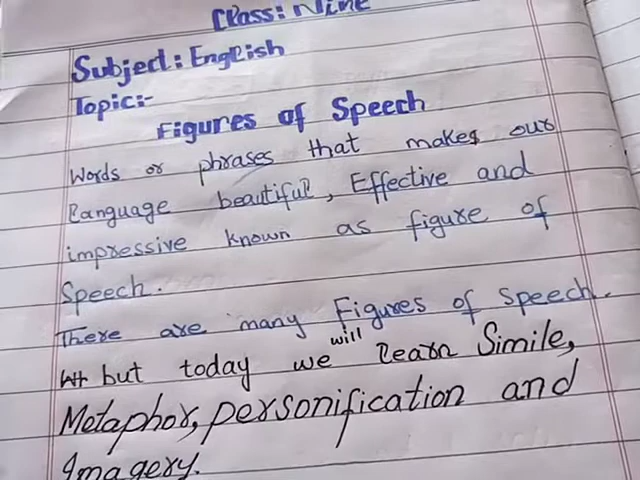 Class: Nine
Subject: English
Topic:-
Figures of Speech
Words or phrases that makes our
language beautiful, Effective and
impressive known as figure of
Speech.
There are many Figures of speech.
but today we will learn Simile,
Metaphor, personification and
Imagery.